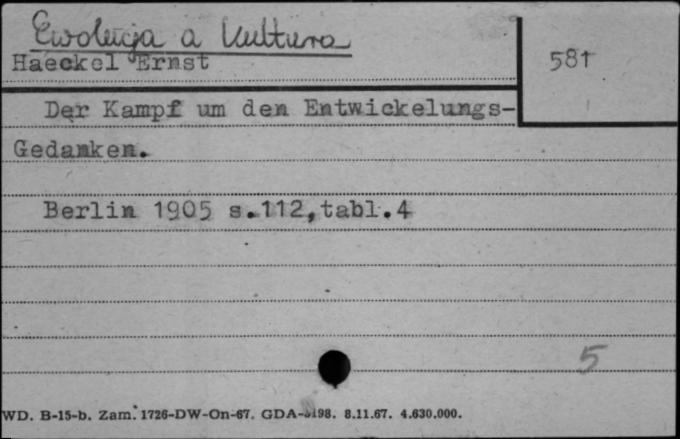 Ewolucja a kultura
Haeckel Ernst
581
Der Kampf um den Entwickelungs-
Gedanken.
Berlin 1905 s.112,tabl.4
5
WD. B-15-b. Zam. 1726-DW-On-67. GDA- 8.11.67. 4.630.000.